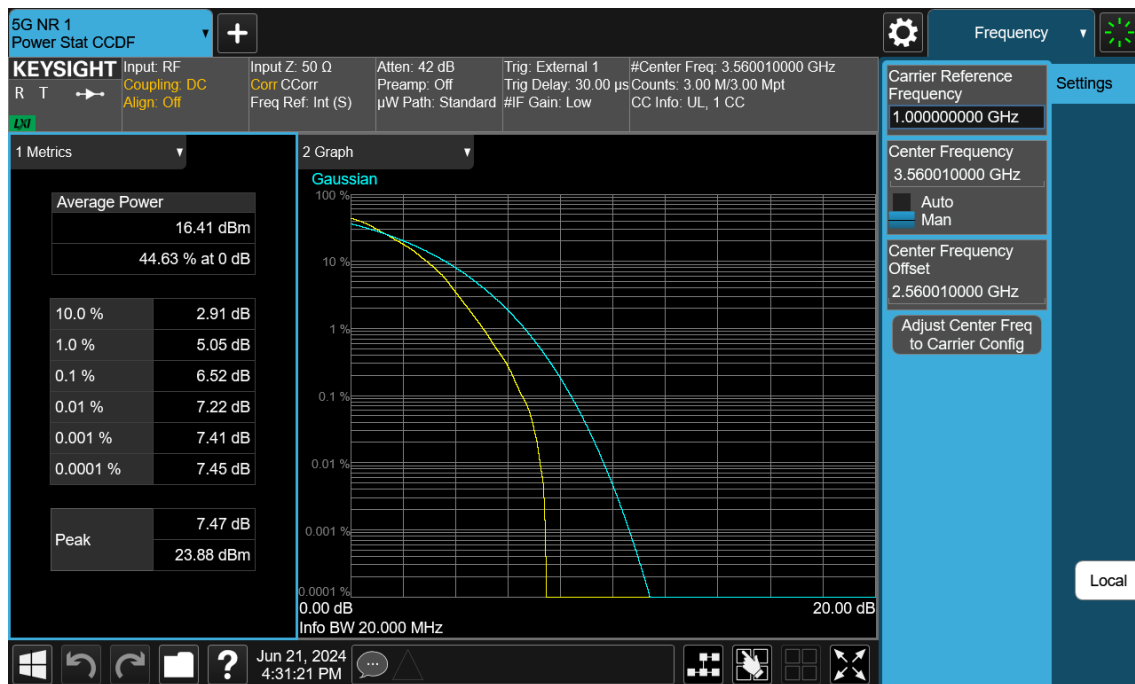 5G NR 1
Power Stat CCDF
+
Frequency
KEYSIGHT
R T
LXI
Input: RF
Coupling: DC
Align: Off
Input Z: 50 Ω
Corr CCorr
Freq Ref: Int (S)
Atten: 42 dB
Preamp: Off
µW Path: Standard
Trig: External 1
Trig Delay: 30.00 µs
#IF Gain: Low
#Center Freq: 3.560010000 GHz
Counts: 3.00 M/3.00 Mpt
CC Info: UL, 1 CC
1 Metrics
Average Power
16.41 dBm
44.63 % at 0 dB
10.0 % 2.91 dB
1.0 % 5.05 dB
0.1 % 6.52 dB
0.01 % 7.22 dB
0.001 % 7.41 dB
0.0001 % 7.45 dB
Peak
7.47 dB
23.88 dBm
2 Graph
Gaussian
100 %
10 %
1 %
0.1 %
0.01 %
0.001 %
0.0001 %
0.00 dB 20.00 dB
Info BW 20.000 MHz
Carrier Reference
Frequency
1.000000000 GHz
Center Frequency
3.560010000 GHz
Auto
Man
Center Frequency
Offset
2.560010000 GHz
Adjust Center Freq
to Carrier Config
Settings
Local
?
Jun 21, 2024
4:31:21 PM